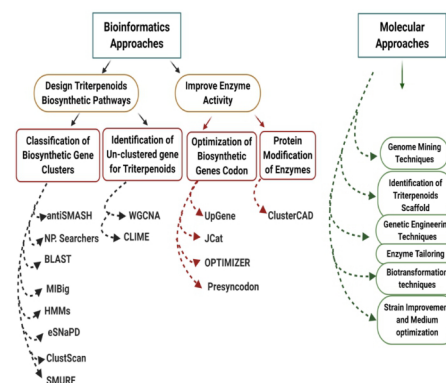 Bioinformatics
Approaches
Molecular
Approaches
Design Triterpenoids
Biosynthetic Pathways
Improve Enzyme
Activity
Classification of
Biosynthetic Gene
Clusters
Identification of
Un-clustered gene
for Triterpenoids
Optimization of
Biosynthetic
Genes Codon
Protein
Modification
of Enzymes
antiSMASH
NP. Searchers
BLAST
MIBig
HMMs
eSNaPD
ClustScan
SMURF
WGCNA
CLIME
UpGene
JCat
OPTIMIZER
Presyncodon
ClusterCAD
Genome Mining
Techniques
Identification of
Triterpenoids
Scaffold
Genetic Engineering
Techniques
Enzyme Tailoring
Biotransformation
techniques
Strain Improvement
and Medium
optimization